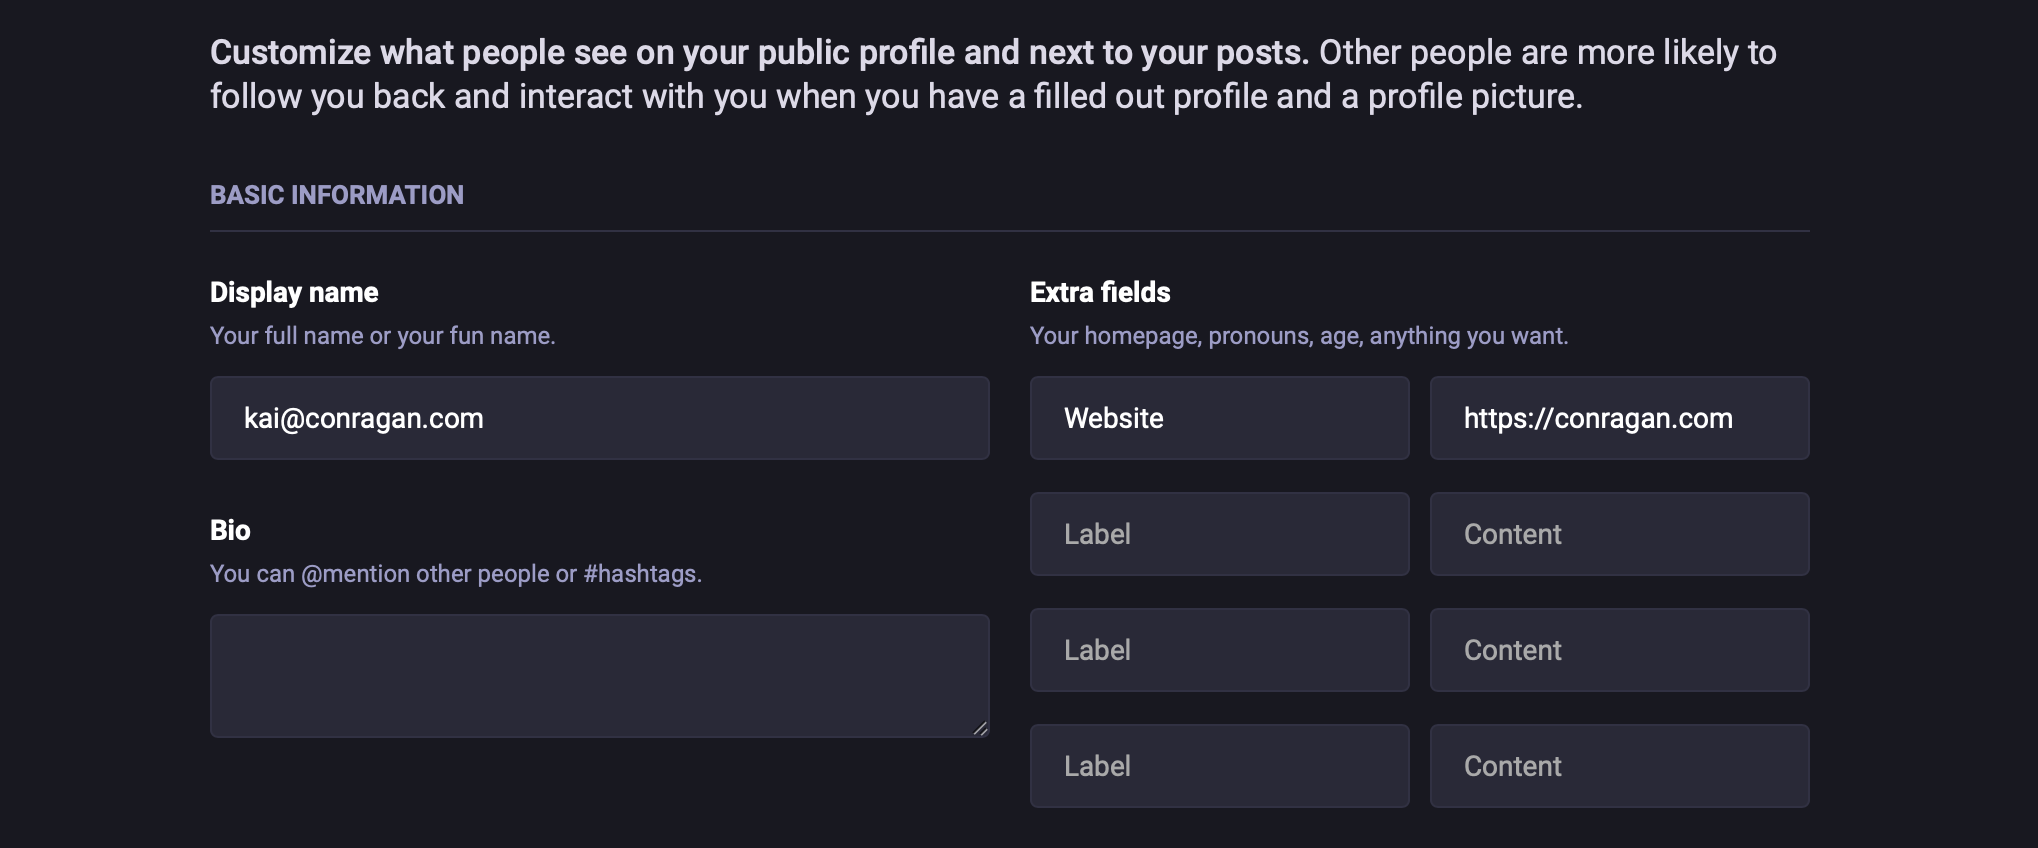 Customize what people see on your public profile and next to your posts. Other people are more likely to
follow you back and interact with you when you have a filled out profile and a profile picture.
BASIC INFORMATION
Display name
Your full name or your fun name.
kai@conragan.com
Bio
You can @mention other people or #hashtags.
Extra fields
Your homepage, pronouns, age, anything you want.
Website
https://conragan.com
Label
Content
Label
Content
Label
Content